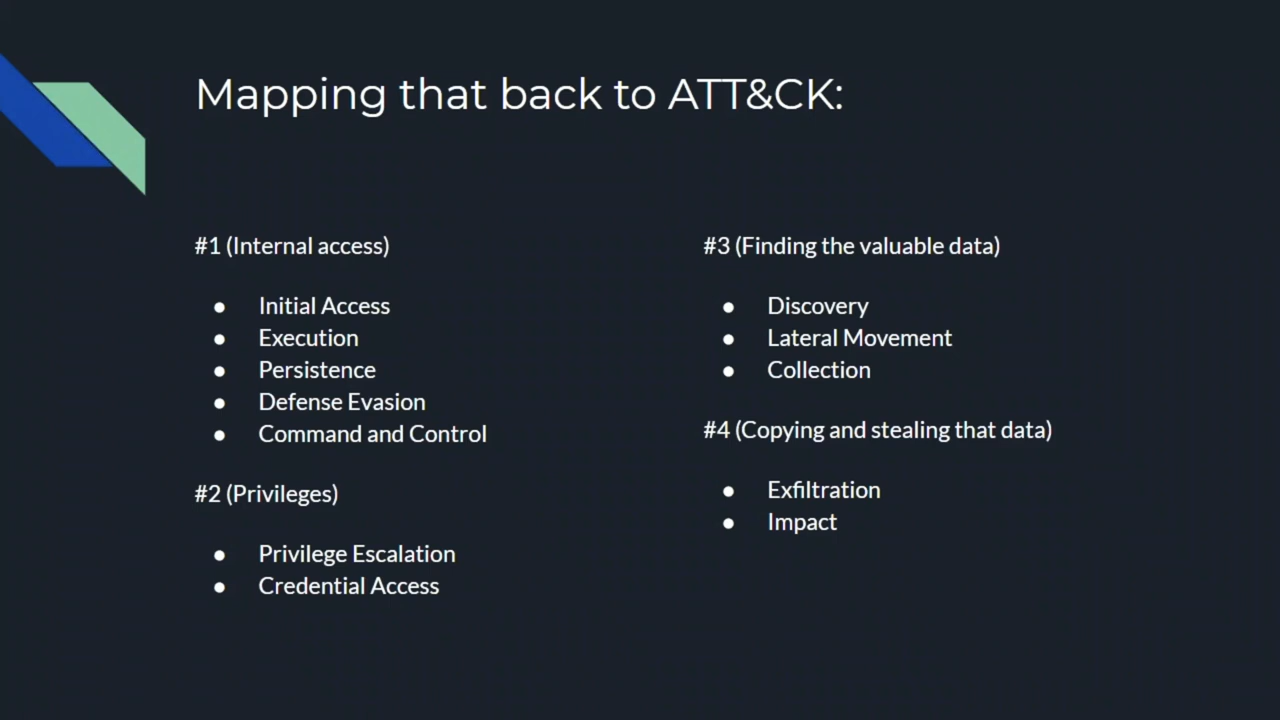 Mapping that back to ATT&CK:
#1 (Internal access)
● Initial Access
● Execution
● Persistence
● Defense Evasion
● Command and Control
#2 (Privileges)
● Privilege Escalation
● Credential Access
#3 (Finding the valuable data)
● Discovery
● Lateral Movement
● Collection
#4 (Copying and stealing that data)
● Exfiltration
● Impact